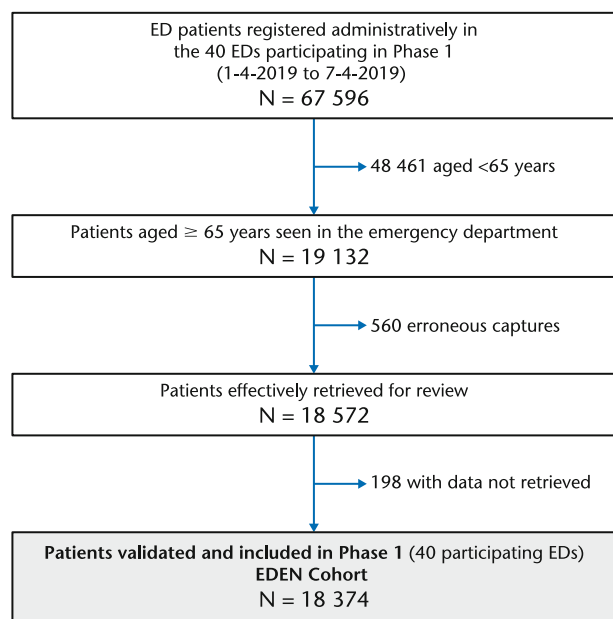 ED patients registered administratively in
the 40 EDs participating in Phase 1
(1-4-2019 to 7-4-2019)
N = 67 596
48 461 aged <65 years
Patients aged ≥ 65 years seen in the emergency department
N = 19 132
560 erroneous captures
Patients effectively retrieved for review
N = 18 572
198 with data not retrieved
Patients validated and included in Phase 1 (40 participating EDs)
EDEN Cohort
N = 18 374